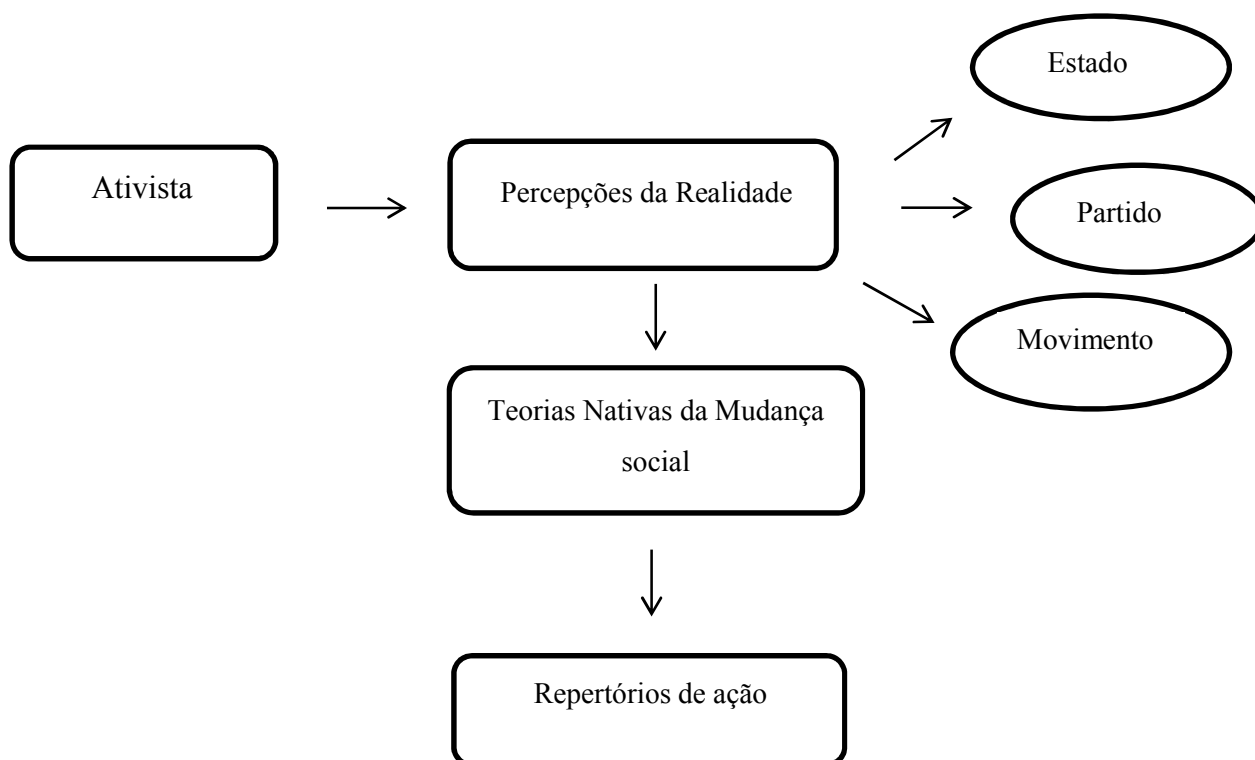 Estado
Ativista
Percepções da Realidade
Partido
Movimento
Teorias Nativas da Mudança
social
Repertórios de ação